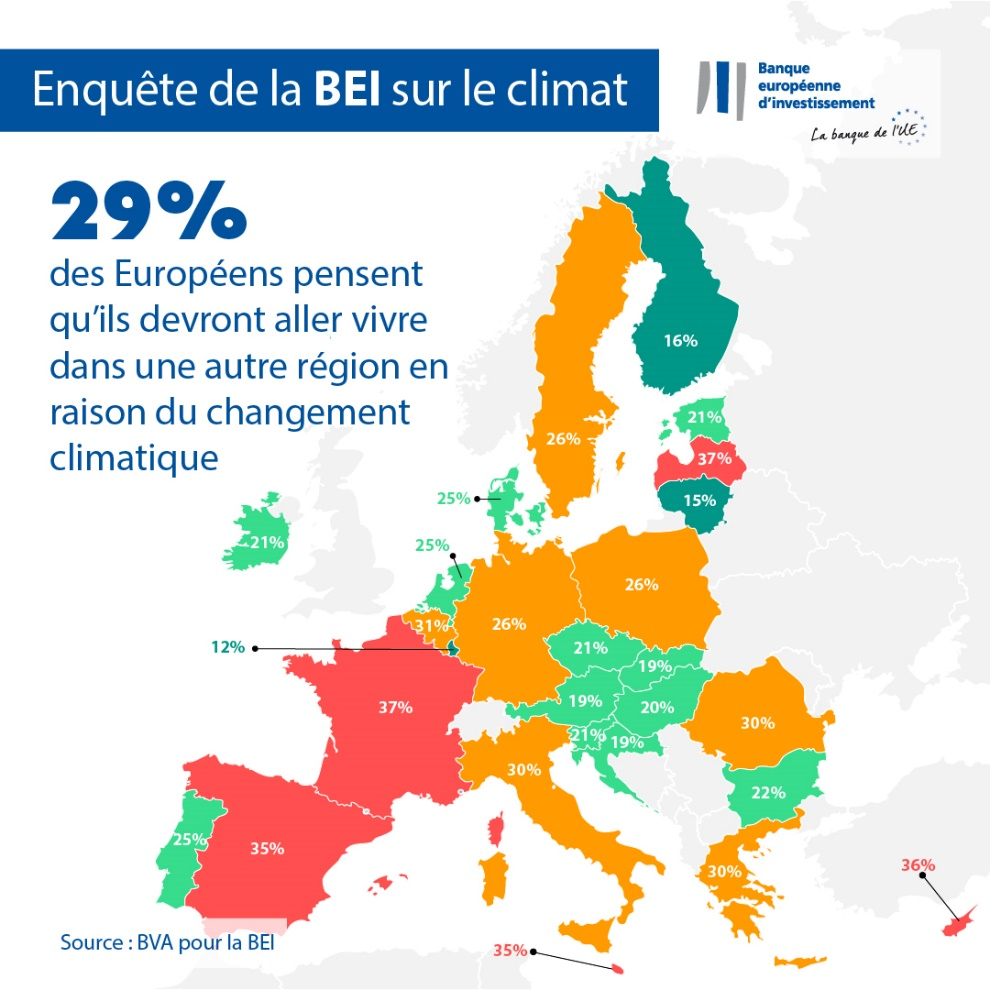 Enquête de la BEI sur le climat
Banque
européenne
d'investissement
La banque de l'UE
29%
des Européens pensent
qu'ils devront aller vivre
dans une autre région en
raison du changement
climatique
16%
21%
26%
37%
25%
15%
21%
25%
26%
31%
26%
12%
21%
19%
37%
19%
20%
30%
21%
19%
30%
22%
25%
35%
30%
36%
Source : BVA pour la BEI
35%